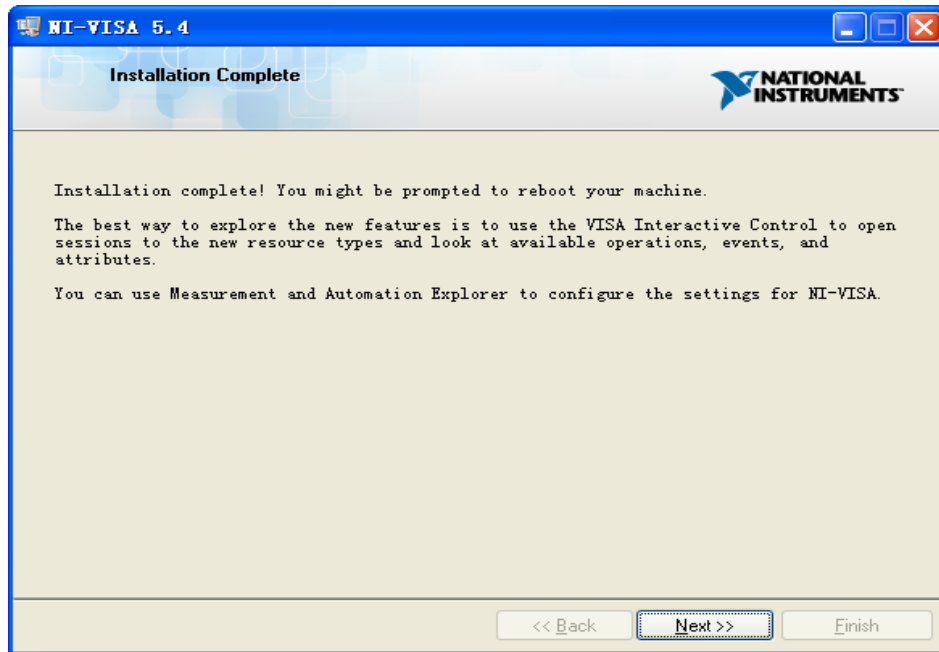 NI-VISA 5.4
Installation Complete
NATIONAL
INSTRUMENTS™
Installation complete! You might be prompted to reboot your machine.
The best way to explore the new features is to use the VISA Interactive Control to open
sessions to the new resource types and look at available operations, events, and
attributes.
You can use Measurement and Automation Explorer to configure the settings for NI-VISA.
<< Back Next >> Finish